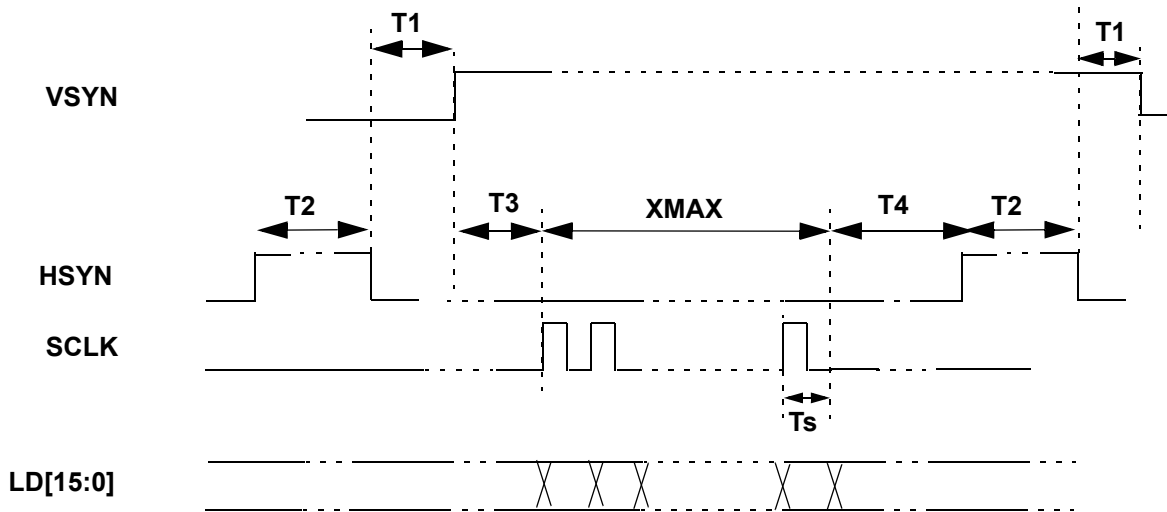 T1
T1
VSYN
T2
T3
XMAX
T4
T2
HSYN
SCLK
Ts
LD[15:0]